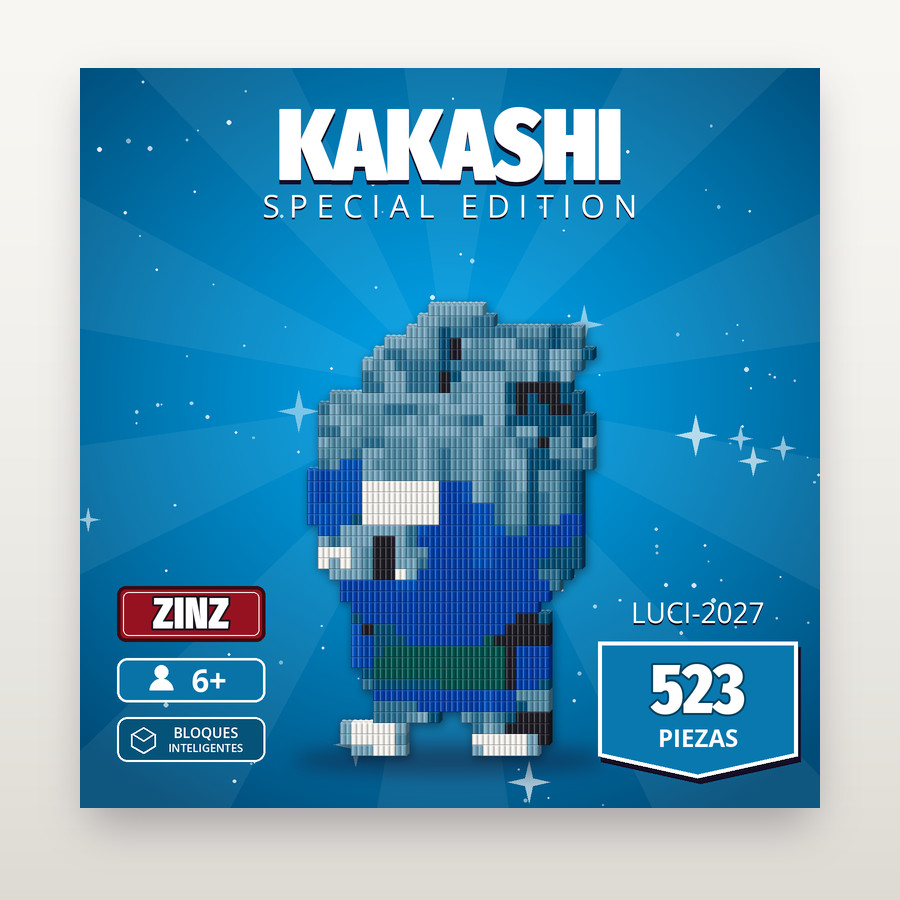 KAKASHI
SPECIAL EDITION
ZINZ
6+
BLOQUES
INTELIGENTES
LUCI-2027
523
PIEZAS